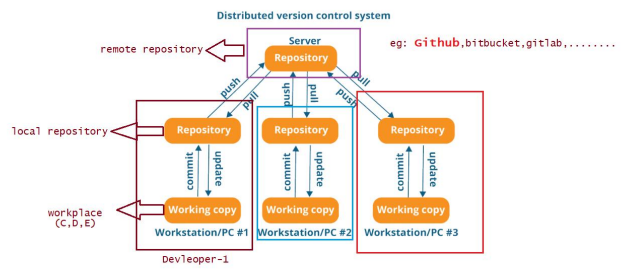 Distributed version control system
Server
remote repository
eg: Github,bitbucket,gitlab,........
Repository
push
pull
push
pull
push
pull
local repository
Repository
Repository
Repository
commit
update
commit
update
commit
update
workplace
(C,D,E)
Working copy
Working copy
Working copy
Workstation/PC #1
Workstation/PC #2
Workstation/PC #3
Devleoper-1